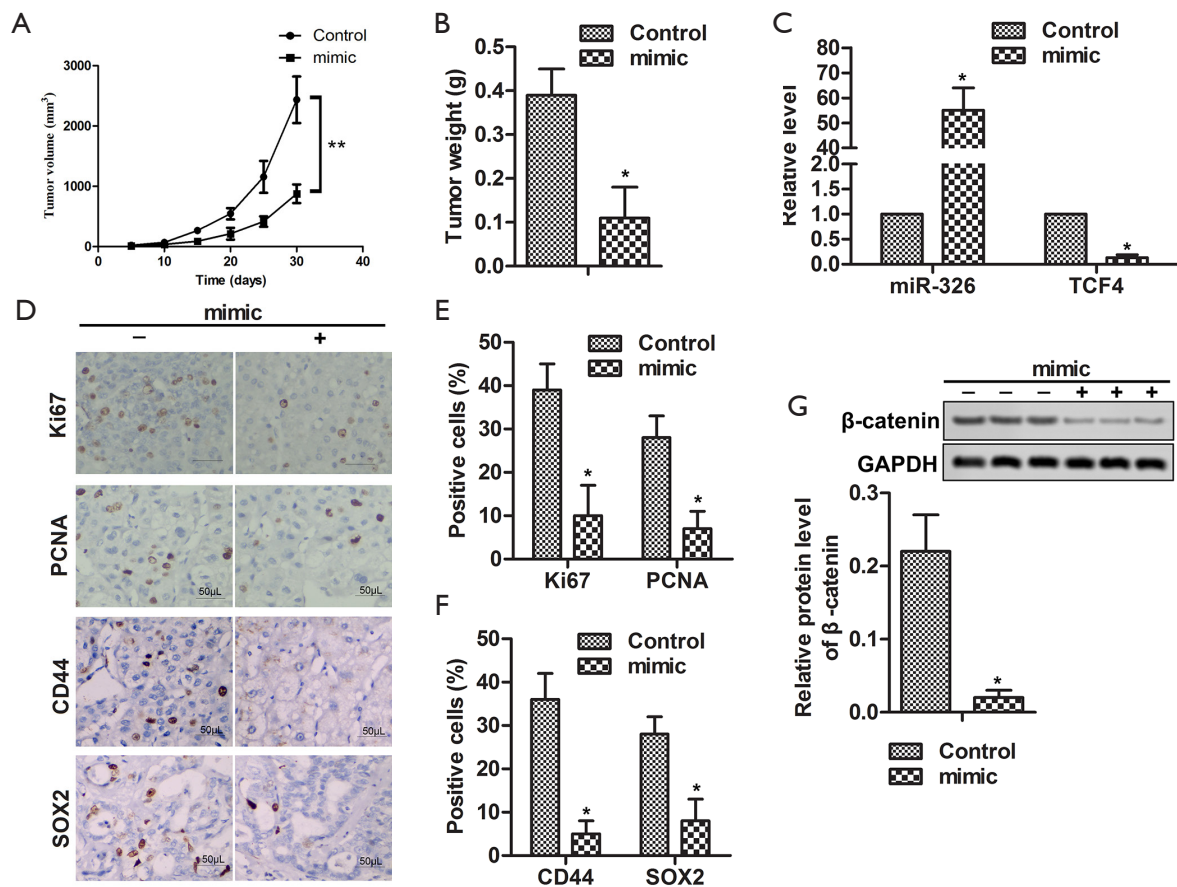 A
Control
mimic
Tumor volume (mm³)
3000
2000
1000
0
0 10 20 30 40
Time (days)
**
B
Control
mimic
Tumor weight (g)
0.5
0.4
0.3
0.2
0.1
0.0
*
C
Control
mimic
Relative level
80
70
60
50
40
2.0
1.5
1.0
0.5
0.0
*
*
miR-326 TCF4
D
mimic
− +
Ki67
PCNA
50μL 50μL
CD44
50μL 50μL
SOX2
50μL 50μL
E
Control
mimic
Positive cells (%)
50
40
30
20
10
0
*
*
Ki67 PCNA
F
Control
mimic
Positive cells (%)
50
40
30
20
10
0
*
*
CD44 SOX2
G
mimic
− − − + + +
β-catenin
GAPDH
Relative protein level
of β -catenin
0.3
0.2
0.1
0.0
*
Control
mimic